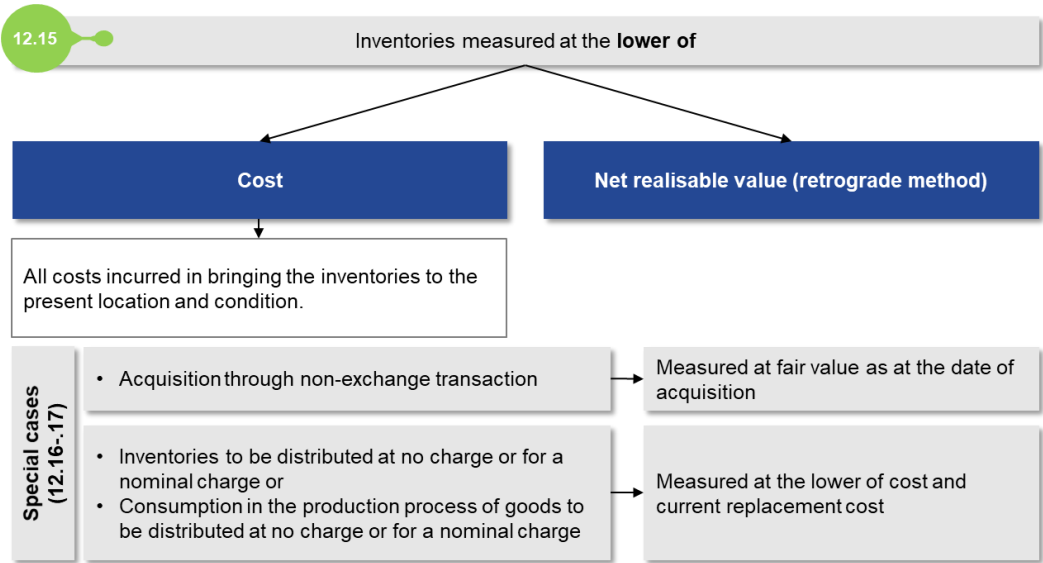 12.15
Inventories measured at the lower of
Cost
Net realisable value (retrograde method)
All costs incurred in bringing the inventories to the
present location and condition.
Special cases
(12.16-.17)
• Acquisition through non-exchange transaction
Measured at fair value as at the date of
acquisition
• Inventories to be distributed at no charge or for a
nominal charge or
• Consumption in the production process of goods to
be distributed at no charge or for a nominal charge
Measured at the lower of cost and
current replacement cost